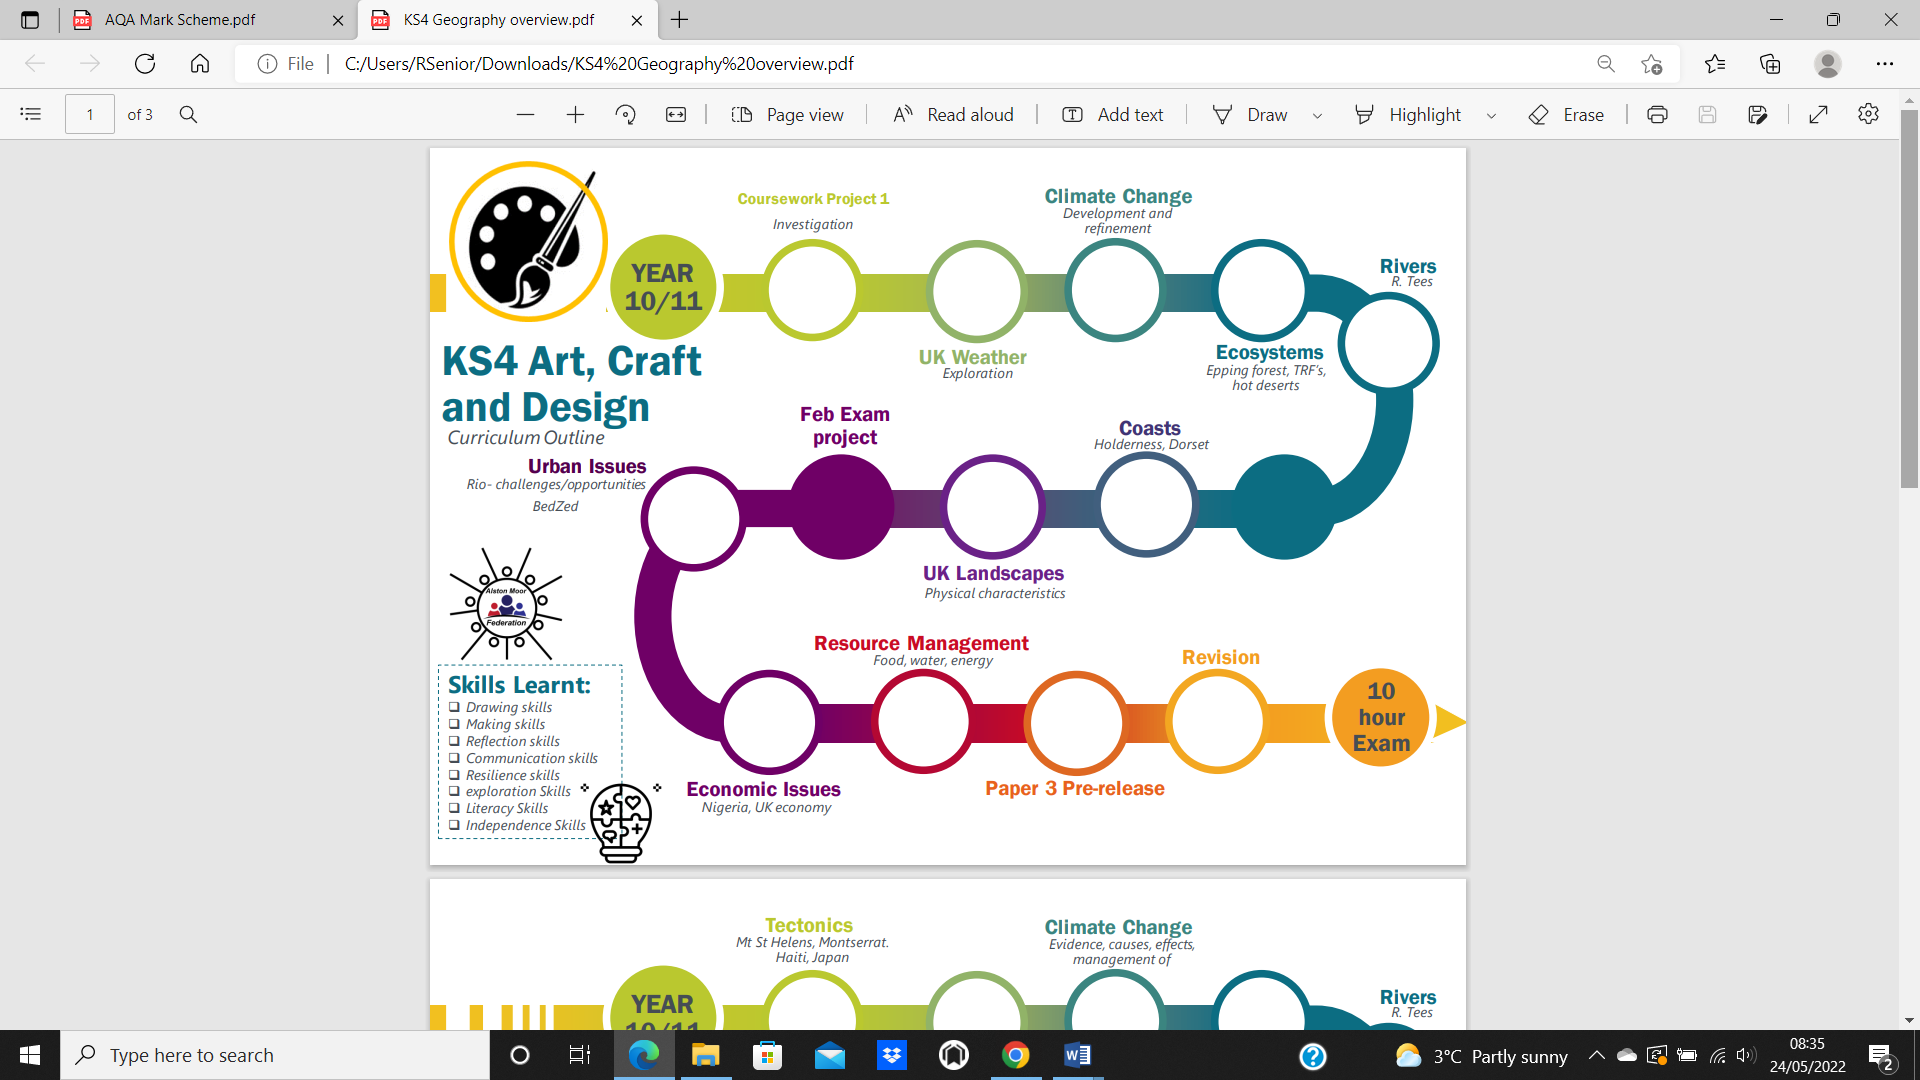 AQA Mark Scheme.pdf
KS4 Geography overview.pdf
File
C:/Users/RSenior/Downloads/KS4%20Geography%20overview.pdf
1 of 3
Page view
Read aloud
Add text
Draw
Highlight
Erase
Coursework Project 1
Investigation
Climate Change
Development and
refinement
YEAR
10/11
Rivers
R. Tees
UK Weather
Exploration
Ecosystems
Epping forest, TRF's,
hot deserts
KS4 Art, Craft
and Design
Curriculum Outline
Feb Exam
project
Coasts
Holderness, Dorset
Urban Issues
Rio- challenges/opportunities
BedZed
UK Landscapes
Physical characteristics
Alston Moor
Federation
Resource Management
Food, water, energy
Revision
10
hour
Exam
Skills Learnt:
Drawing skills
Making skills
Reflection skills
Communication skills
Resilience skills
exploration Skills
Literacy Skills
Independence Skills
Economic Issues
Nigeria, UK economy
Paper 3 Pre-release
Tectonics
Mt St Helens, Montserrat.
Haiti, Japan
Climate Change
Evidence, causes, effects,
management of
YEAR
10/11
Rivers
R. Tees
Type here to search
3°C Partly sunny
08:35
24/05/2022
2